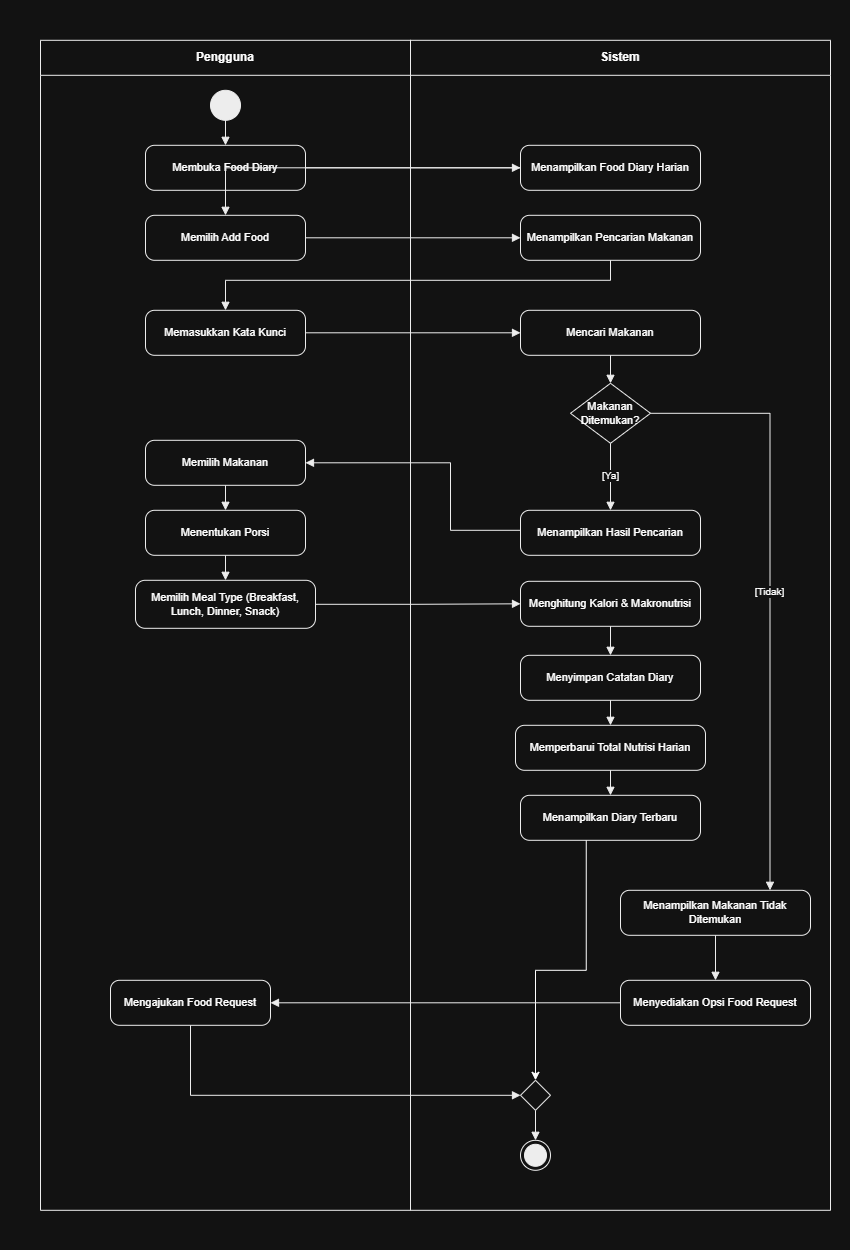 Pengguna
Sistem
Membuka Food Diary
Menampilkan Food Diary Harian
Memilih Add Food
Menampilkan Pencarian Makanan
Memasukkan Kata Kunci
Mencari Makanan
Makanan
Ditemukan?
Memilih Makanan
[Ya]
Menentukan Porsi
Menampilkan Hasil Pencarian
Memilih Meal Type (Breakfast,
Lunch, Dinner, Snack)
Menghitung Kalori & Makronutrisi
[Tidak]
Menyimpan Catatan Diary
Memperbarui Total Nutrisi Harian
Menampilkan Diary Terbaru
Menampilkan Makanan Tidak
Ditemukan
Mengajukan Food Request
Menyediakan Opsi Food Request